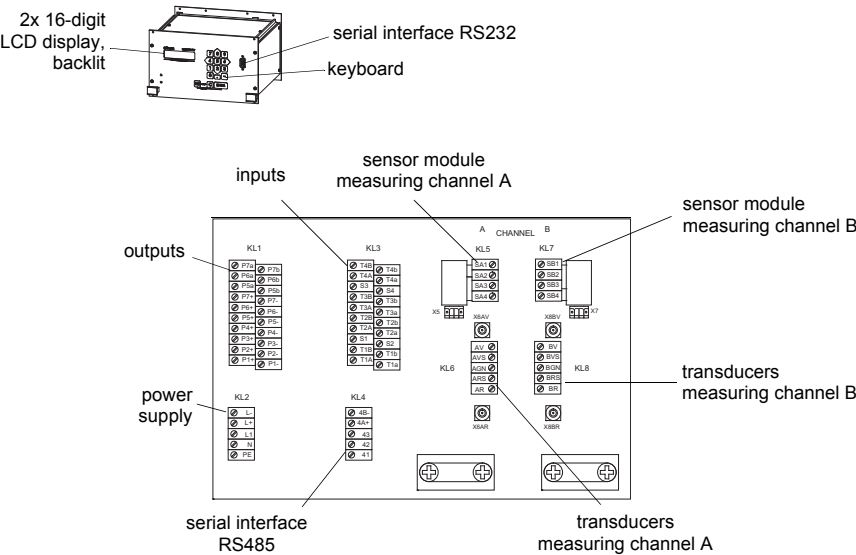 2x 16-digit
LCD display,
backlit
serial interface RS232
keyboard
inputs
sensor module
measuring channel A
sensor module
measuring channel B
outputs
A CHANNEL B
KL1
KL3
KL5
KL7
P7a
P6a
P5a
P7+
P6+
P5+
P4+
P3+
P2+
P1+
P7b
P6b
P5b
P7-
P6-
P5-
P4-
P3-
P2-
P1-
T4B
T4A
S3
T3B
T3A
T2B
T2A
S1
T1B
T1A
T4b
T4a
S4
T3b
T3a
T2b
T2a
S2
T1b
T1a
SA1
SA2
SA3
SA4
SB1
SB2
SB3
SB4
X5
X7
X6AV
X8BV
KL6
AV
AVS
AGN
ARS
AR
BV
BVS
BGN
BRS
BR
KL8
X6AR
X8BR
transducers
measuring channel B
power
supply
KL2
L-
L+
L1
N
PE
KL4
4B-
4A+
43
42
41
serial interface
RS485
transducers
measuring channel A